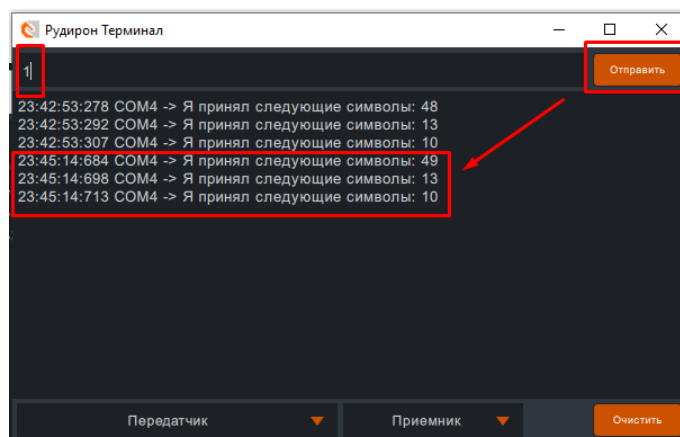 Рудирон Терминал
1
Отправить
23:42:53:278 COM4 -> Я принял следующие символы: 48
23:42:53:292 COM4 -> Я принял следующие символы: 13
23:42:53:307 COM4 -> Я принял следующие символы: 10
23:45:14:684 COM4 -> Я принял следующие символы: 49
23:45:14:698 COM4 -> Я принял следующие символы: 13
23:45:14:713 COM4 -> Я принял следующие символы: 10
Передатчик
Приемник
Очистить